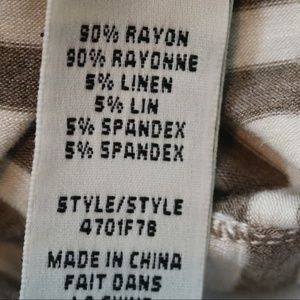 90% RAYON
90% RAYONNE
5% LINEN
5% LIN
5% SPANDEX
5% SPANDEX
STYLE/STYLE
4701F78
MADE IN CHINA
FAIT DANS